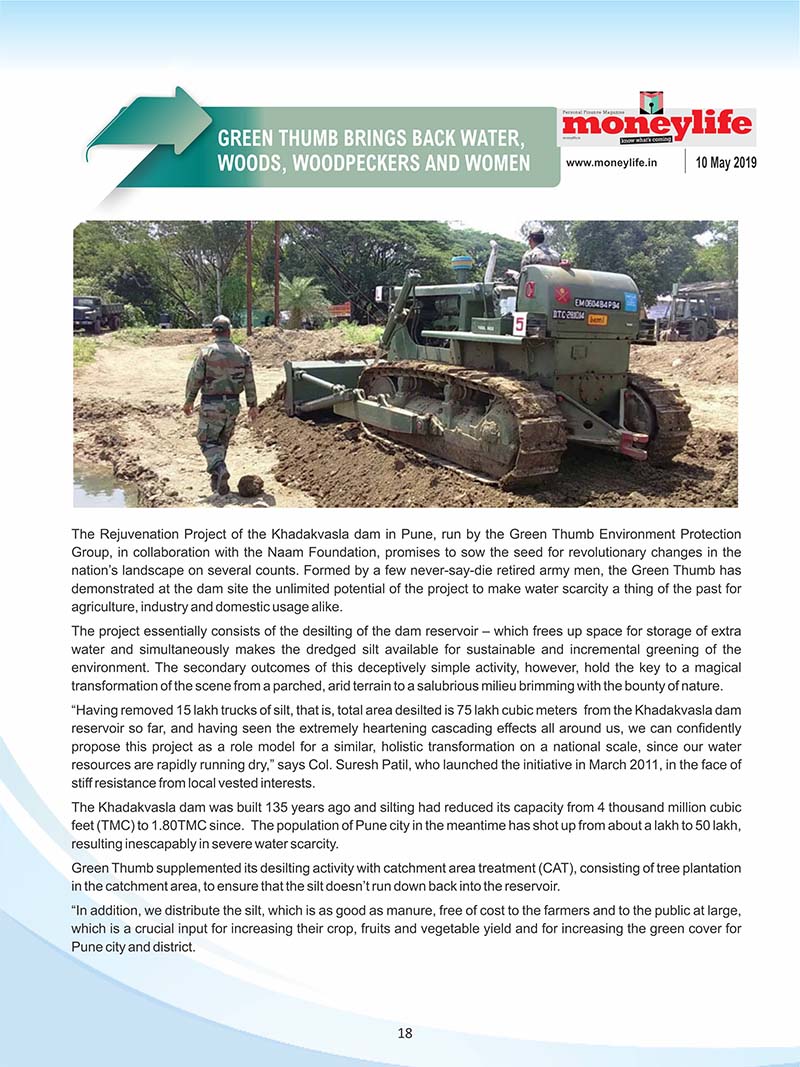 GREEN THUMB BRINGS BACK WATER,
WOODS, WOODPECKERS AND WOMEN
Personal Finance Magazine
moneylife
know what's coming
www.moneylife.in
10 May 2019
EM0604B4P94
D.T.C-2B0C04
beml
5
The Rejuvenation Project of the Khadakvasla dam in Pune, run by the Green Thumb Environment Protection
Group, in collaboration with the Naam Foundation, promises to sow the seed for revolutionary changes in the
nation's landscape on several counts. Formed by a few never-say-die retired army men, the Green Thumb has
demonstrated at the dam site the unlimited potential of the project to make water scarcity a thing of the past for
agriculture, industry and domestic usage alike.
The project essentially consists of the desilting of the dam reservoir – which frees up space for storage of extra
water and simultaneously makes the dredged silt available for sustainable and incremental greening of the
environment. The secondary outcomes of this deceptively simple activity, however, hold the key to a magical
transformation of the scene from a parched, arid terrain to a salubrious milieu brimming with the bounty of nature.
“Having removed 15 lakh trucks of silt, that is, total area desilted is 75 lakh cubic meters from the Khadakvasla dam
reservoir so far, and having seen the extremely heartening cascading effects all around us, we can confidently
propose this project as a role model for a similar, holistic transformation on a national scale, since our water
resources are rapidly running dry,” says Col. Suresh Patil, who launched the initiative in March 2011, in the face of
stiff resistance from local vested interests.
The Khadakvasla dam was built 135 years ago and silting had reduced its capacity from 4 thousand million cubic
feet (TMC) to 1.80TMC since. The population of Pune city in the meantime has shot up from about a lakh to 50 lakh,
resulting inescapably in severe water scarcity.
Green Thumb supplemented its desilting activity with catchment area treatment (CAT), consisting of tree plantation
in the catchment area, to ensure that the silt doesn't run down back into the reservoir.
“In addition, we distribute the silt, which is as good as manure, free of cost to the farmers and to the public at large,
which is a crucial input for increasing their crop, fruits and vegetable yield and for increasing the green cover for
Pune city and district.
18